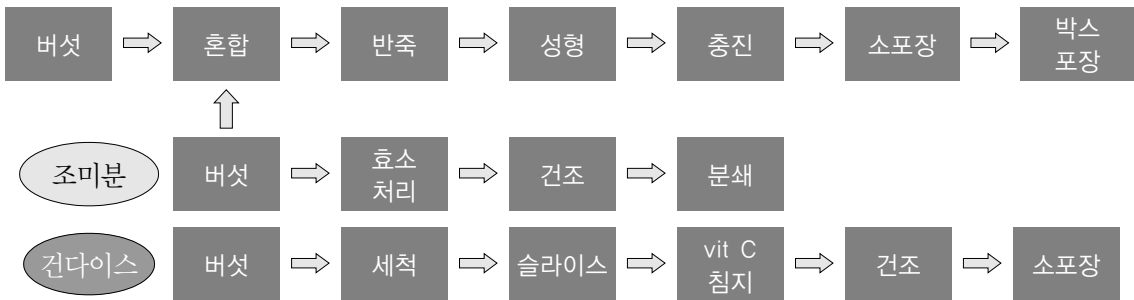 버섯 혼합 반죽 성형 충진 소포장 박스
포장
조미분 버섯 효소
처리 건조 분쇄
건다이스 버섯 세척 슬라이스 vit C
침지 건조 소포장